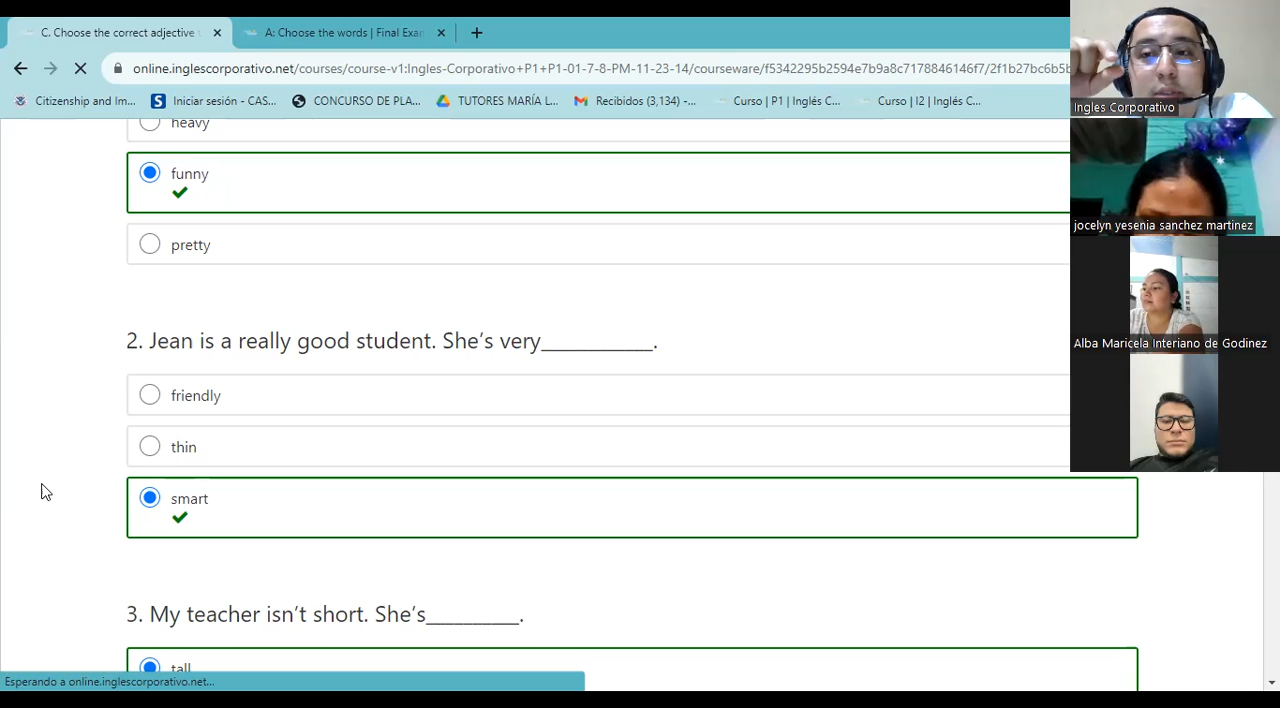 C. Choose the correct adjective t
A: Choose the words | Final Exan
online.inglescorporativo.net/courses/course-v1:Ingles-Corporativo+P1+P1-01-7-8-PM-11-23-14/courseware/f5342295b2594e7b9a8c7178846146f7/2f1b27bc6b5b
Citizenship and Im...
Iniciar sesión - CAS...
CONCURSO DE PLA...
TUTORES MARÍA L...
Recibidos (3,134) -...
Curso | P1 | Inglés C...
Curso | I2 | Inglés C...
Ingles Corporativo
heavy
funny
pretty
jocelyn yesenia sanchez martinez
2. Jean is a really good student. She's very____________.
Alba Maricela Interiano de Godinez
friendly
thin
smart
3. My teacher isn't short. She's__________.
tall
Esperando a online.inglescorporativo.net...